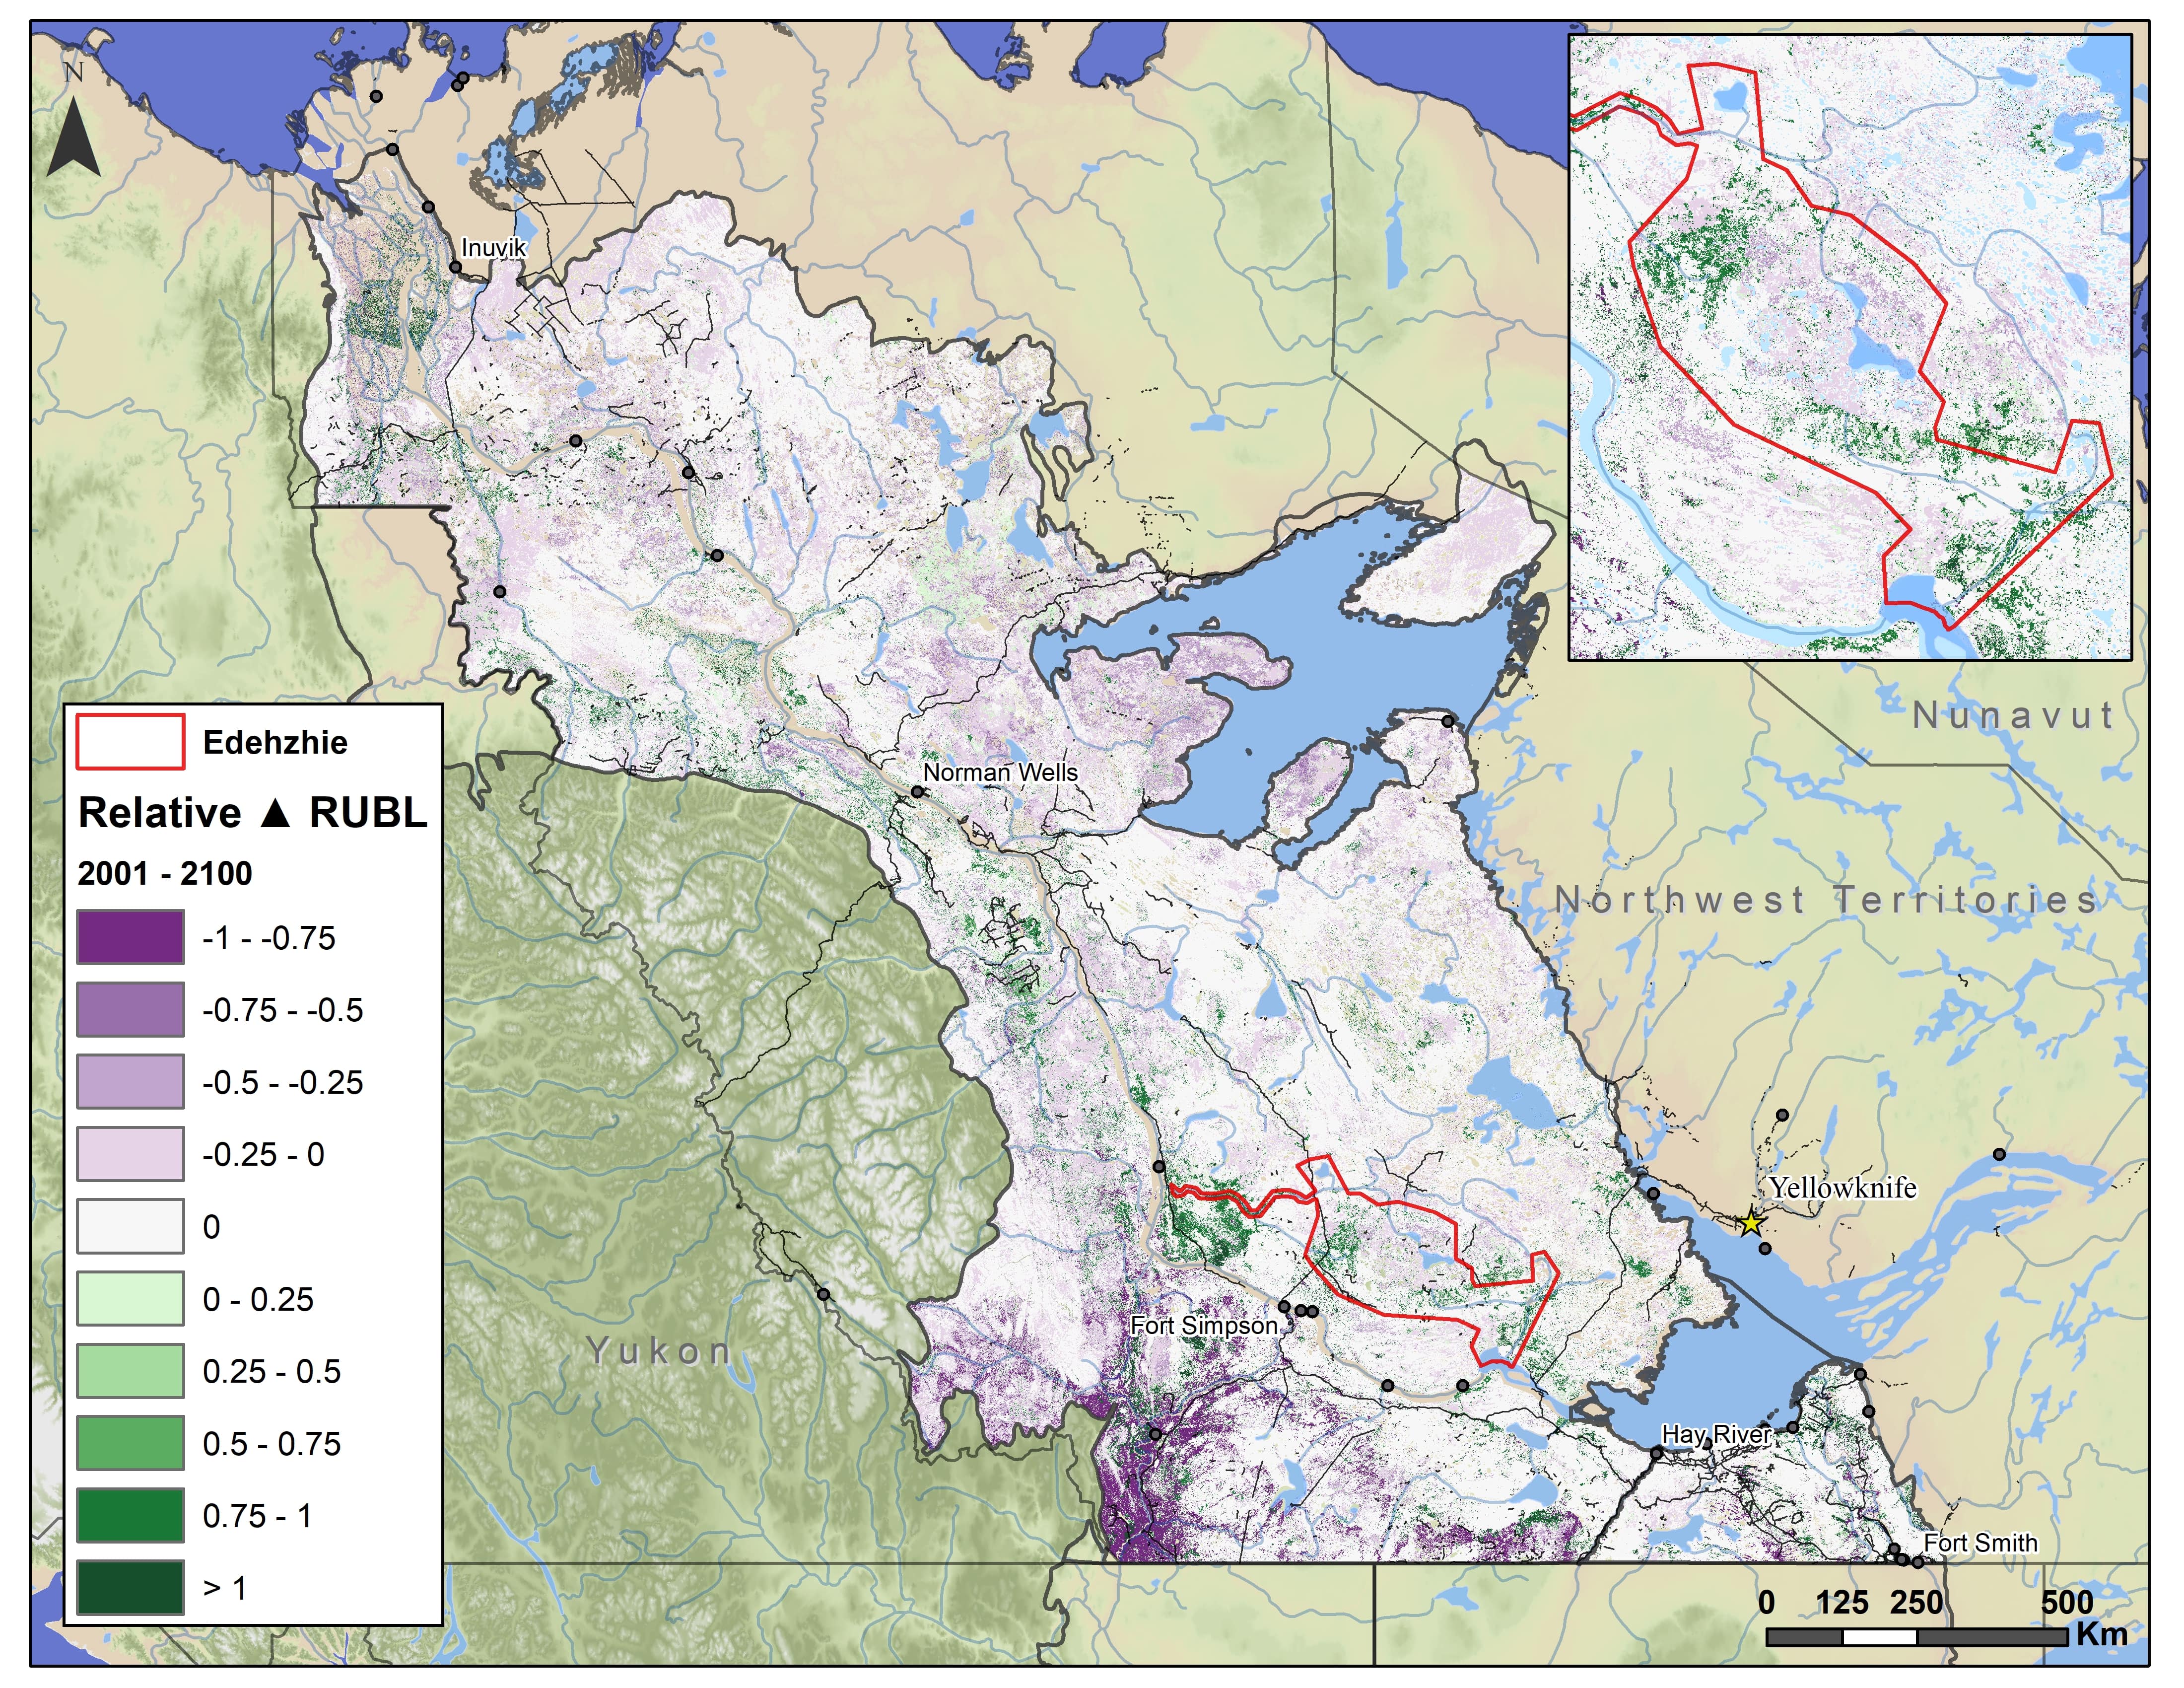 N
Inuvik
Nunavut
Edehzhie
Norman Wells
Relative ▲ RUBL
2001 - 2100
Northwest Territories
-1 - -0.75
-0.75 - -0.5
-0.5 - -0.25
-0.25 - 0
Yellowknife
0
0 - 0.25
Fort Simpson
Yukon
0.25 - 0.5
Hay River
0.5 - 0.75
0.75 - 1
Fort Smith
> 1
0 125 250 500
Km